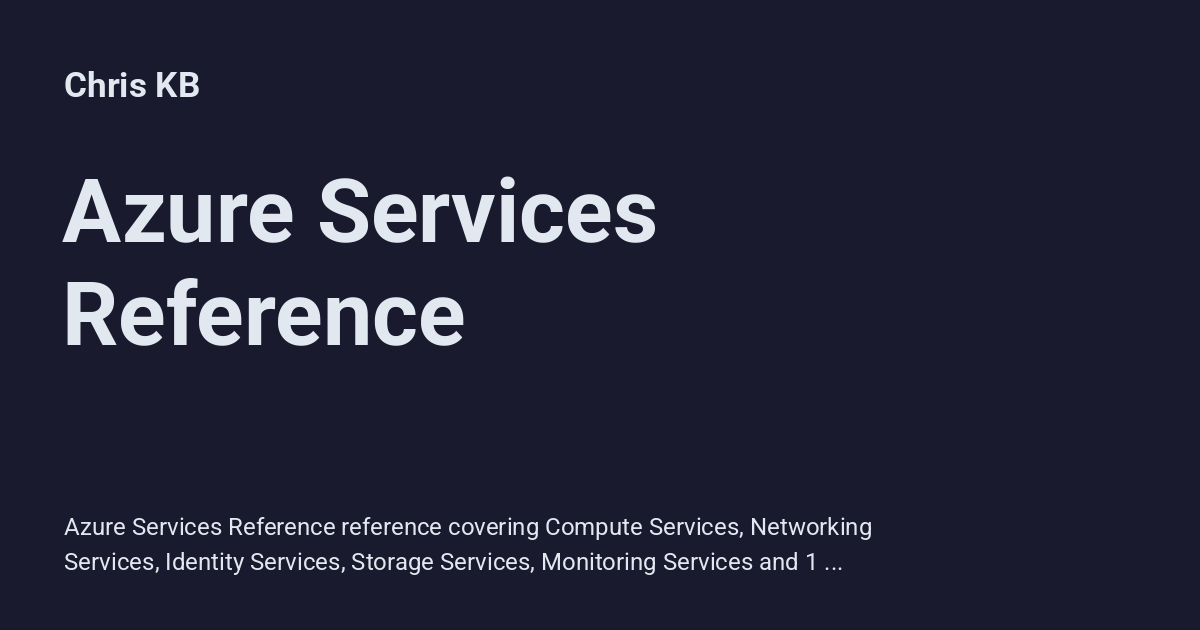 Chris KB
Azure Services
Reference
Azure Services Reference reference covering Compute Services, Networking
Services, Identity Services, Storage Services, Monitoring Services and 1 ...